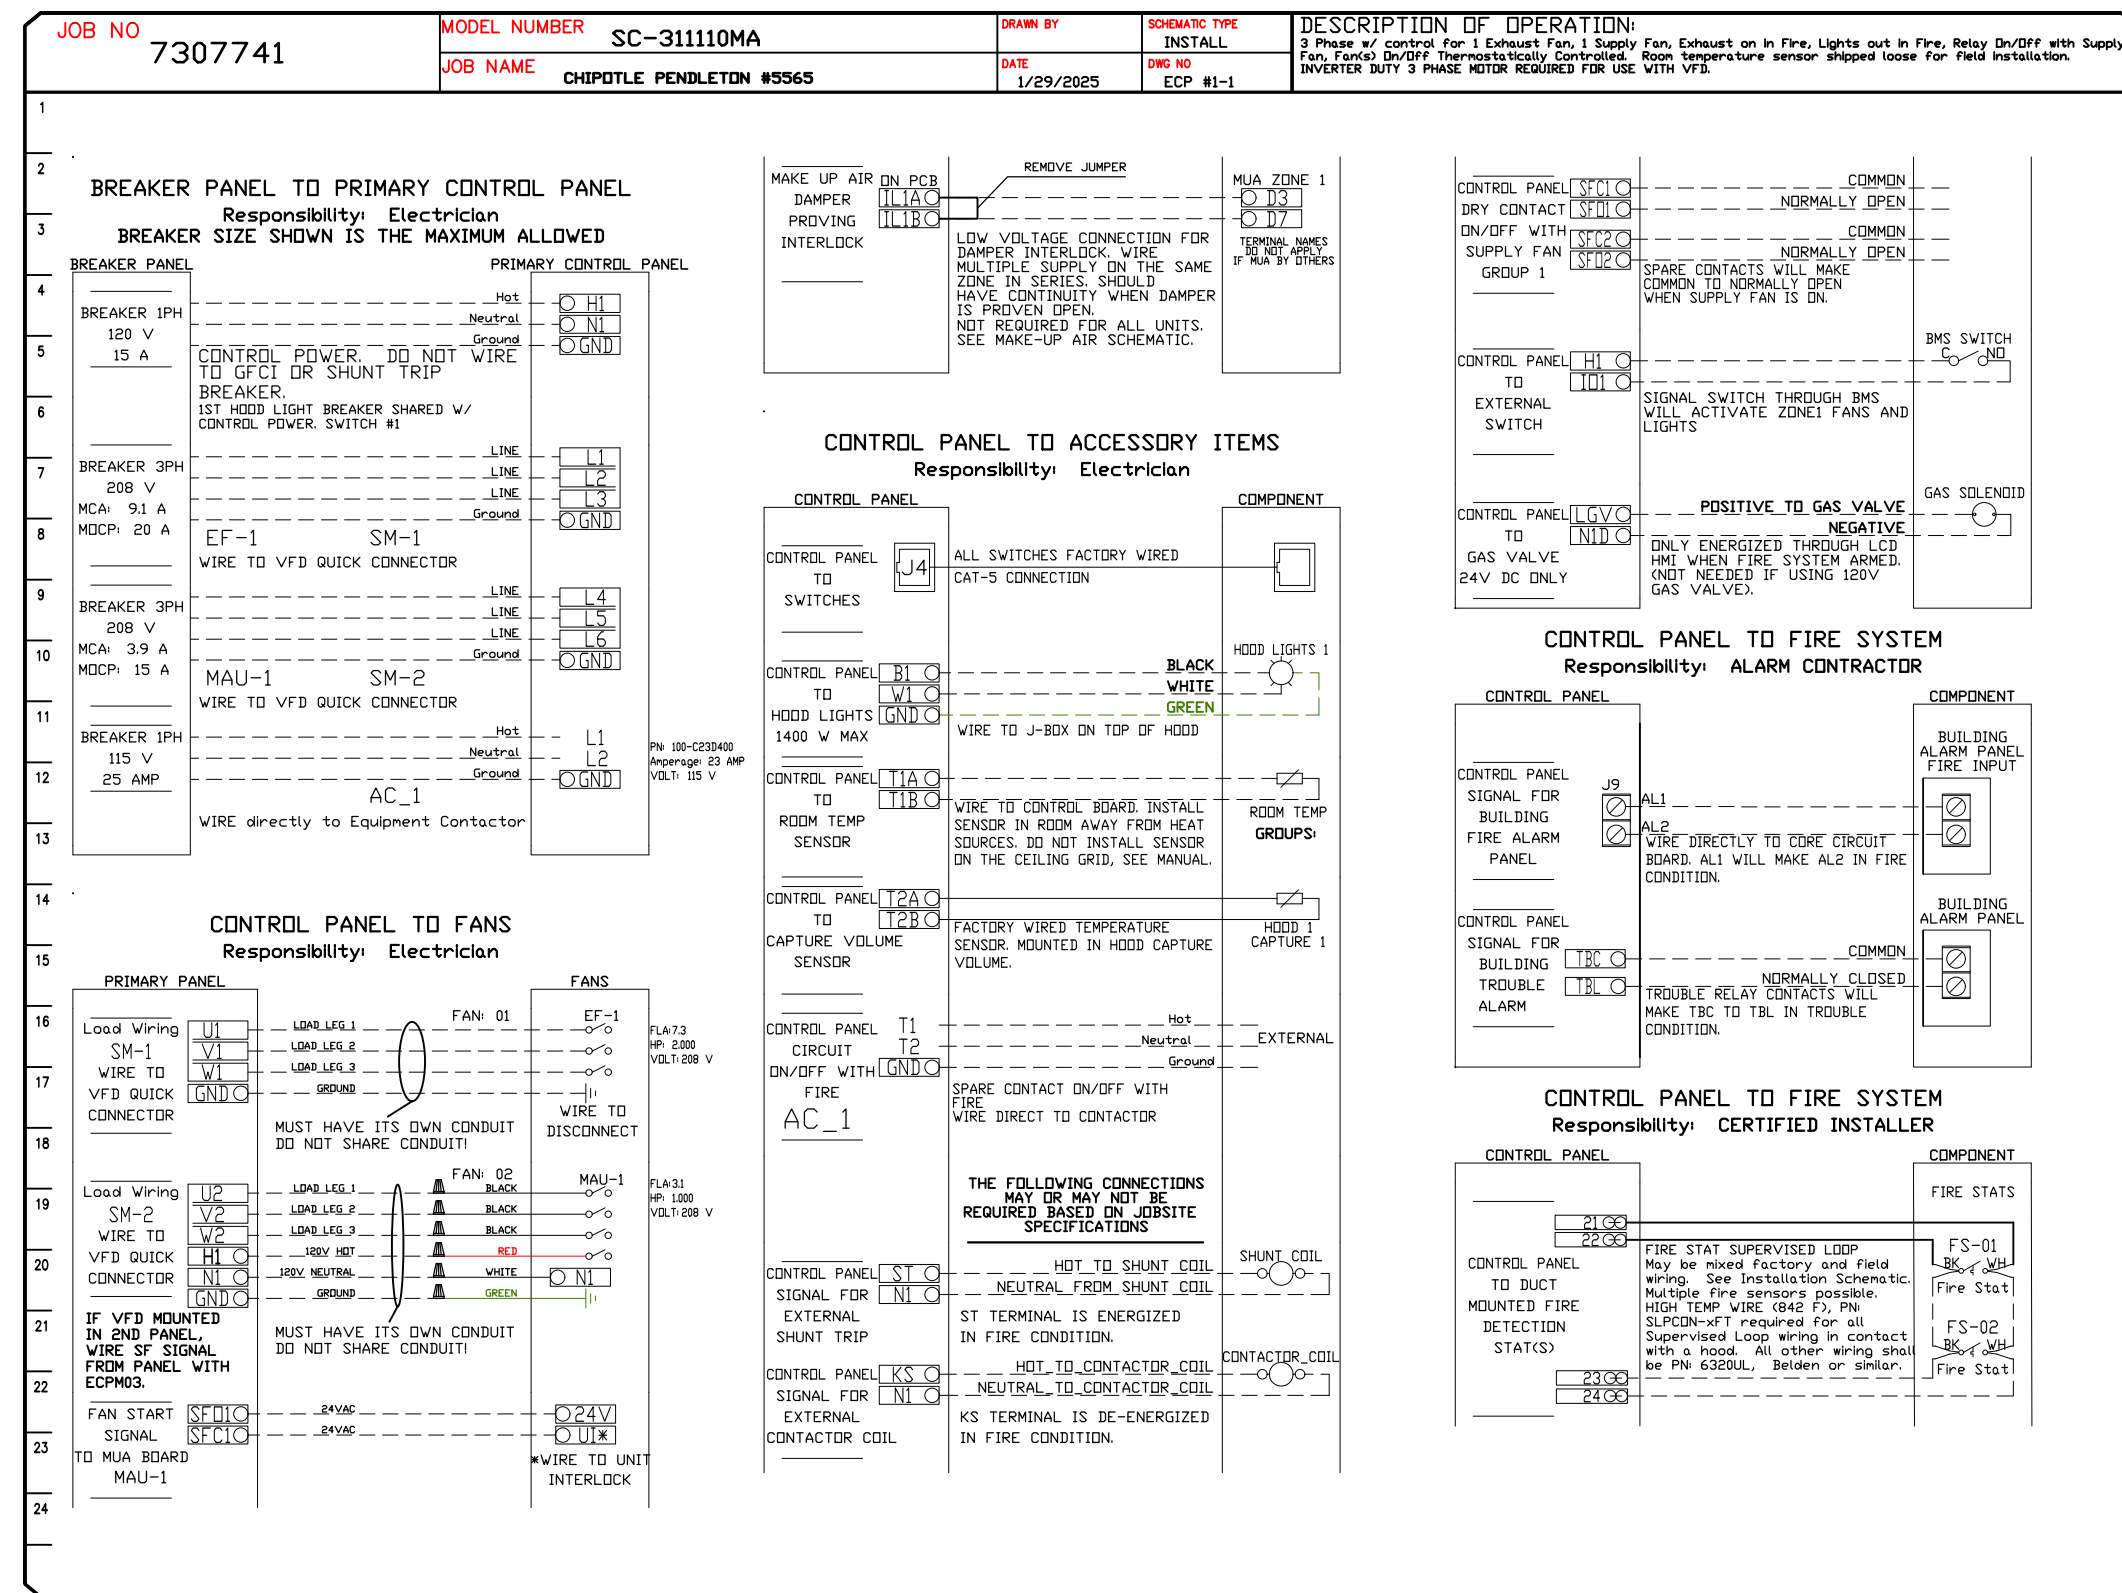 JOB NO
7307741
MODEL NUMBER
SC-311110MA
JOB NAME
CHIPOTLE PENDLETON #5565
DRAWN BY
DATE
1/29/2025
SCHEMATIC TYPE
INSTALL
DWG NO
ECP #1-1
DESCRIPTION OF OPERATION:
3 Phase w/ control for 1 Exhaust Fan, 1 Supply Fan, Exhaust on in Fire, Lights out in Fire, Relay On/Off with Supply
Fan, Fan(s) On/Off Thermostatically Controlled. Room temperature sensor shipped loose for field installation.
INVERTER DUTY 3 PHASE MOTOR REQUIRED FOR USE WITH VFD.
1
2
3
4
5
6
7
8
9
10
11
12
13
14
15
16
17
18
19
20
21
22
23
24
BREAKER PANEL TO PRIMARY CONTROL PANEL
Responsibility: Electrician
BREAKER SIZE SHOWN IS THE MAXIMUM ALLOWED
BREAKER PANEL
PRIMARY CONTROL PANEL
BREAKER 1PH
120 V
15 A
Hot
H1
Neutral
N1
Ground
GND
CONTROL POWER. DO NOT WIRE
TO GFCI OR SHUNT TRIP
BREAKER.
1ST HOOD LIGHT BREAKER SHARED W/
CONTROL POWER. SWITCH #1
BREAKER 3PH
208 V
MCA: 9.1 A
MOCP: 20 A
LINE
L1
LINE
L2
LINE
L3
Ground
GND
EF-1
SM-1
WIRE TO VFD QUICK CONNECTOR
BREAKER 3PH
208 V
MCA: 3.9 A
MOCP: 15 A
LINE
L4
LINE
L5
LINE
L6
Ground
GND
MAU-1
SM-2
WIRE TO VFD QUICK CONNECTOR
BREAKER 1PH
115 V
25 AMP
Hot
L1
Neutral
L2
Ground
GND
PN: 100-C23D400
Amperage: 23 AMP
VOLT: 115 V
AC_1
WIRE directly to Equipment Contactor
CONTROL PANEL TO FANS
Responsibility: Electrician
PRIMARY PANEL
FANS
Load Wiring
SM-1
WIRE TO
VFD QUICK
CONNECTOR
U1
V1
W1
GND
LOAD LEG 1
LOAD LEG 2
LOAD LEG 3
GROUND
FAN: 01
EF-1
FLA:7.3
HP: 2.000
VOLT:208 V
WIRE TO
DISCONNECT
MUST HAVE ITS OWN CONDUIT
DO NOT SHARE CONDUIT!
Load Wiring
SM-2
WIRE TO
VFD QUICK
CONNECTOR
U2
V2
W2
H1
N1
GND
LOAD LEG 1
LOAD LEG 2
LOAD LEG 3
120V HOT
120V NEUTRAL
GROUND
FAN: 02
BLACK
BLACK
BLACK
RED
WHITE
GREEN
MAU-1
N1
FLA:3.1
HP: 1.000
VOLT:208 V
MUST HAVE ITS OWN CONDUIT
DO NOT SHARE CONDUIT!
IF VFD MOUNTED
IN 2ND PANEL,
WIRE SF SIGNAL
FROM PANEL WITH
ECPM03.
FAN START
SIGNAL
TO MUA BOARD
MAU-1
SFO1
SFC1
24VAC
24VAC
24V
UI*
*WIRE TO UNIT
INTERLOCK
MAKE UP AIR
DAMPER
PROVING
INTERLOCK
ON PCB
IL1A
IL1B
REMOVE JUMPER
MUA ZONE 1
D3
D7
TERMINAL NAMES
DO NOT APPLY
IF MUA BY OTHERS
LOW VOLTAGE CONNECTION FOR
DAMPER INTERLOCK. WIRE
MULTIPLE SUPPLY ON THE SAME
ZONE IN SERIES. SHOULD
HAVE CONTINUITY WHEN DAMPER
IS PROVEN OPEN.
NOT REQUIRED FOR ALL UNITS.
SEE MAKE-UP AIR SCHEMATIC.
CONTROL PANEL TO ACCESSORY ITEMS
Responsibility: Electrician
CONTROL PANEL
COMPONENT
CONTROL PANEL
TO
SWITCHES
J4
ALL SWITCHES FACTORY WIRED
CAT-5 CONNECTION
CONTROL PANEL
TO
HOOD LIGHTS
1400 W MAX
B1
W1
GND
BLACK
WHITE
GREEN
HOOD LIGHTS 1
WIRE TO J-BOX ON TOP OF HOOD
CONTROL PANEL
TO
ROOM TEMP
SENSOR
T1A
T1B
WIRE TO CONTROL BOARD. INSTALL
SENSOR IN ROOM AWAY FROM HEAT
SOURCES. DO NOT INSTALL SENSOR
ON THE CEILING GRID, SEE MANUAL.
ROOM TEMP
GROUPS:
CONTROL PANEL
TO
CAPTURE VOLUME
SENSOR
T2A
T2B
FACTORY WIRED TEMPERATURE
SENSOR. MOUNTED IN HOOD CAPTURE
VOLUME.
HOOD 1
CAPTURE 1
CONTROL PANEL
CIRCUIT
ON/OFF WITH
FIRE
AC_1
T1
T2
GND
Hot
Neutral
Ground
EXTERNAL
SPARE CONTACT ON/OFF WITH
FIRE
WIRE DIRECT TO CONTACTOR
THE FOLLOWING CONNECTIONS
MAY OR MAY NOT BE
REQUIRED BASED ON JOBSITE
SPECIFICATIONS
CONTROL PANEL
SIGNAL FOR
EXTERNAL
SHUNT TRIP
ST
N1
HOT TO SHUNT COIL
NEUTRAL FROM SHUNT COIL
SHUNT COIL
ST TERMINAL IS ENERGIZED
IN FIRE CONDITION.
CONTROL PANEL
SIGNAL FOR
EXTERNAL
CONTACTOR COIL
KS
N1
HOT_TO_CONTACTOR_COIL
NEUTRAL_TO_CONTACTOR_COIL
CONTACTOR_COIL
KS TERMINAL IS DE-ENERGIZED
IN FIRE CONDITION.
CONTROL PANEL
DRY CONTACT
ON/OFF WITH
SUPPLY FAN
GROUP 1
SFC1
SFO1
SFC2
SFO2
COMMON
NORMALLY OPEN
COMMON
NORMALLY OPEN
SPARE CONTACTS WILL MAKE
COMMON TO NORMALLY OPEN
WHEN SUPPLY FAN IS ON.
CONTROL PANEL
TO
EXTERNAL
SWITCH
H1
IO1
BMS SWITCH
C
NO
SIGNAL SWITCH THROUGH BMS
WILL ACTIVATE ZONE1 FANS AND
LIGHTS
CONTROL PANEL
TO
GAS VALVE
24V DC ONLY
LGV
N1D
POSITIVE TO GAS VALVE
NEGATIVE
GAS SOLENOID
ONLY ENERGIZED THROUGH LCD
HMI WHEN FIRE SYSTEM ARMED.
(NOT NEEDED IF USING 120V
GAS VALVE).
CONTROL PANEL TO FIRE SYSTEM
Responsibility: ALARM CONTRACTOR
CONTROL PANEL
COMPONENT
CONTROL PANEL
SIGNAL FOR
BUILDING
FIRE ALARM
PANEL
J9
AL1
AL2
BUILDING
ALARM PANEL
FIRE INPUT
WIRE DIRECTLY TO CORE CIRCUIT
BOARD. AL1 WILL MAKE AL2 IN FIRE
CONDITION.
CONTROL PANEL
SIGNAL FOR
BUILDING
TROUBLE
ALARM
TBC
TBL
COMMON
NORMALLY CLOSED
BUILDING
ALARM PANEL
TROUBLE RELAY CONTACTS WILL
MAKE TBC TO TBL IN TROUBLE
CONDITION.
CONTROL PANEL TO FIRE SYSTEM
Responsibility: CERTIFIED INSTALLER
CONTROL PANEL
COMPONENT
CONTROL PANEL
TO DUCT
MOUNTED FIRE
DETECTION
STAT(S)
21
22
23
24
FIRE STAT SUPERVISED LOOP
May be mixed factory and field
wiring. See Installation Schematic.
Multiple fire sensors possible.
HIGH TEMP WIRE (842 F), PN:
SLPCON-xFT required for all
Supervised Loop wiring in contact
with a hood. All other wiring shall
be PN: 6320UL, Belden or similar.
FIRE STATS
FS-01
BK
WH
Fire Stat
FS-02
BK
WH
Fire Stat